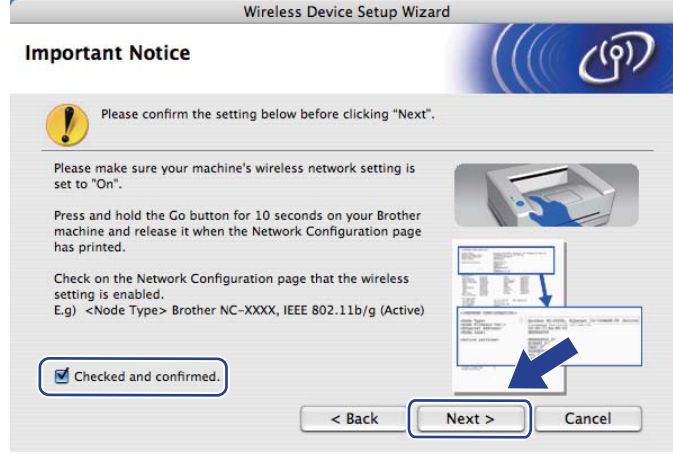 Wireless Device Setup Wizard
Important Notice
Please confirm the setting below before clicking "Next".
Please make sure your machine's wireless network setting is
set to "On".
Press and hold the Go button for 10 seconds on your Brother
machine and release it when the Network Configuration page
has printed.
Check on the Network Configuration page that the wireless
setting is enabled.
E.g) <Node Type> Brother NC-XXXX, IEEE 802.11b/g (Active)
Checked and confirmed.
< Back
Next >
Cancel